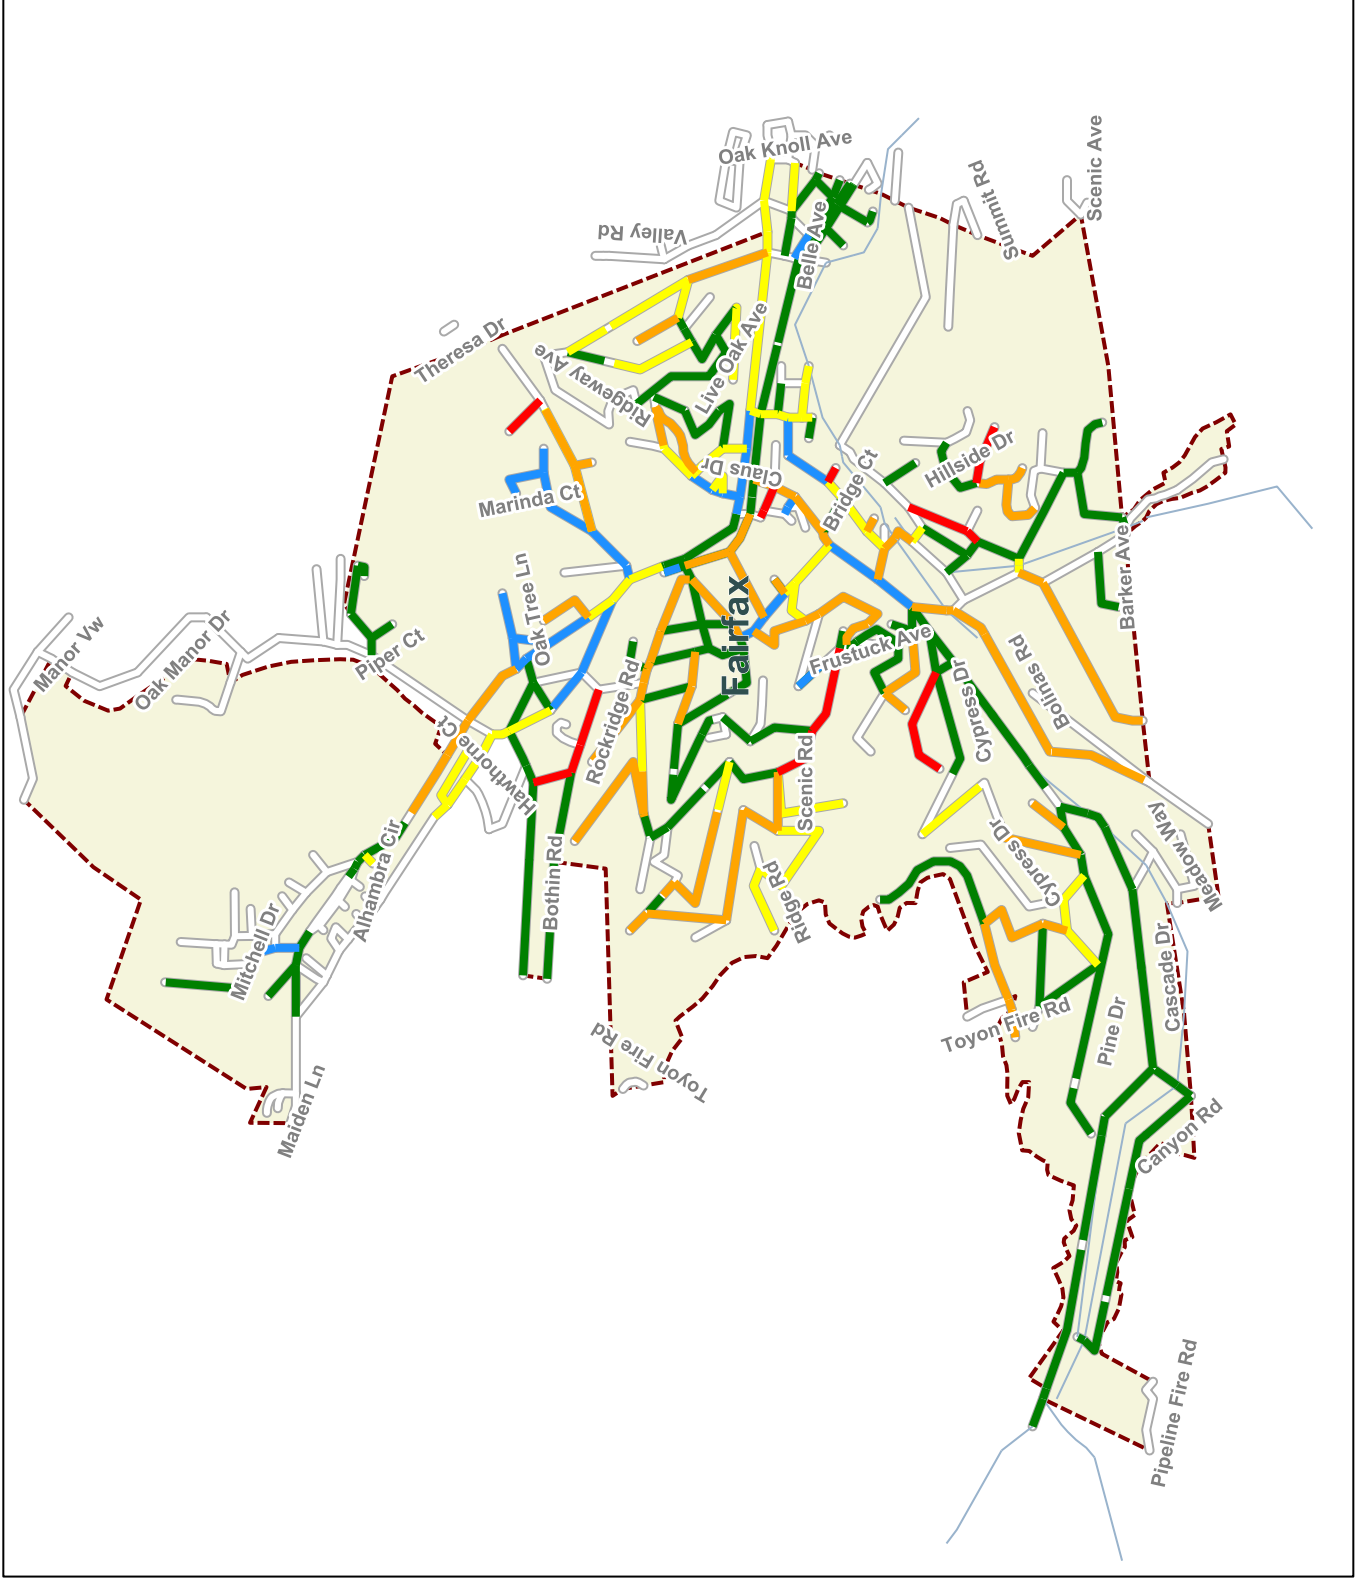 Oak Knoll Ave
Scenic Ave
Summit Rd
Valley Rd
Belle Ave
Theresa Dr
Live Oak Ave
Ridgeway Ave
Claus Dr
Hillside Dr
Bridge Ct
Marinda Ct
Barker Ave
Oak Tree Ln
Fairfax
Manor Vw
Oak Manor Dr
Piper Ct
Frustuck Ave
Bolinas Rd
Cypress Dr
Rockridge Rd
Hawthorne Ct
Scenic Rd
Meadow Way
Cypress Dr
Alhambra Cir
Bothin Rd
Ridge Rd
Mitchell Dr
Cascade Dr
Toyon Fire Rd
Pine Dr
Toyon Fire Rd
Maiden Ln
Canyon Rd
Pipeline Fire Rd